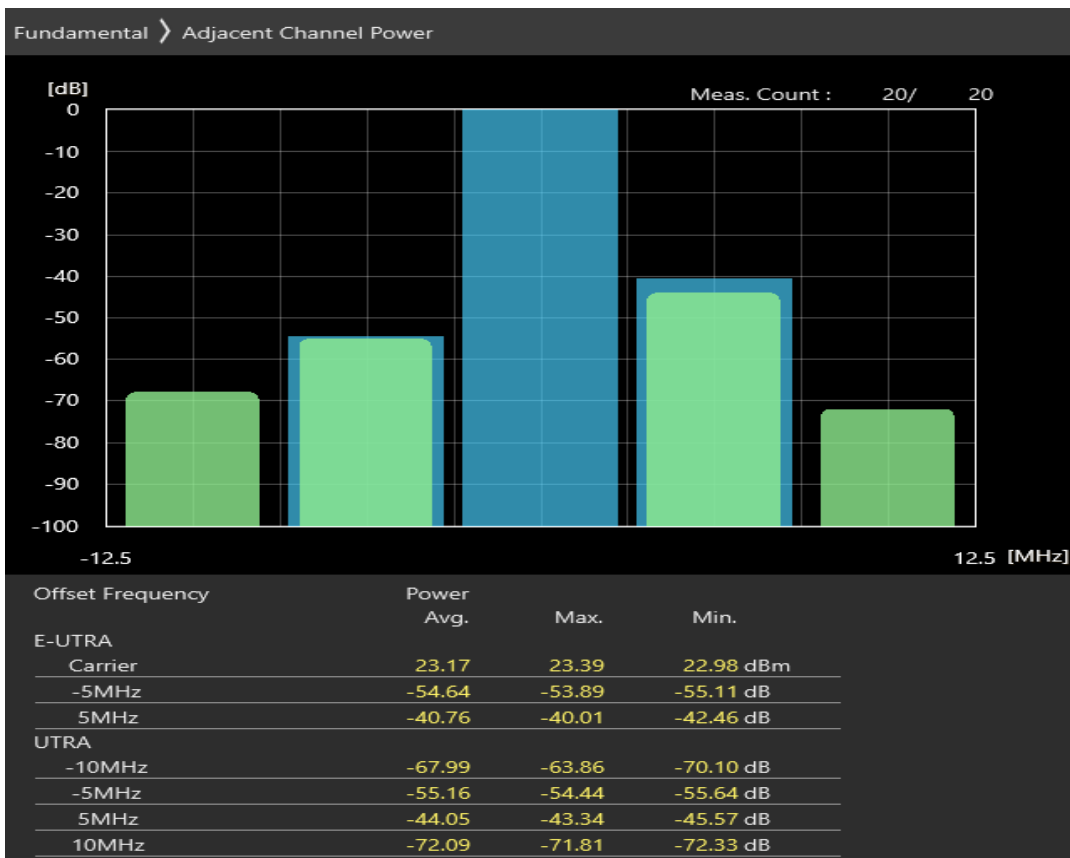 Fundamental ❯ Adjacent Channel Power
[dB]
Meas. Count : 20/ 20
0
-10
-20
-30
-40
-50
-60
-70
-80
-90
-100
-12.5 12.5 [MHz]
Offset Frequency Power
Avg. Max. Min.
E-UTRA
Carrier 23.17 23.39 22.98 dBm
-5MHz -54.64 -53.89 -55.11 dB
5MHz -40.76 -40.01 -42.46 dB
UTRA
-10MHz -67.99 -63.86 -70.10 dB
-5MHz -55.16 -54.44 -55.64 dB
5MHz -44.05 -43.34 -45.57 dB
10MHz -72.09 -71.81 -72.33 dB